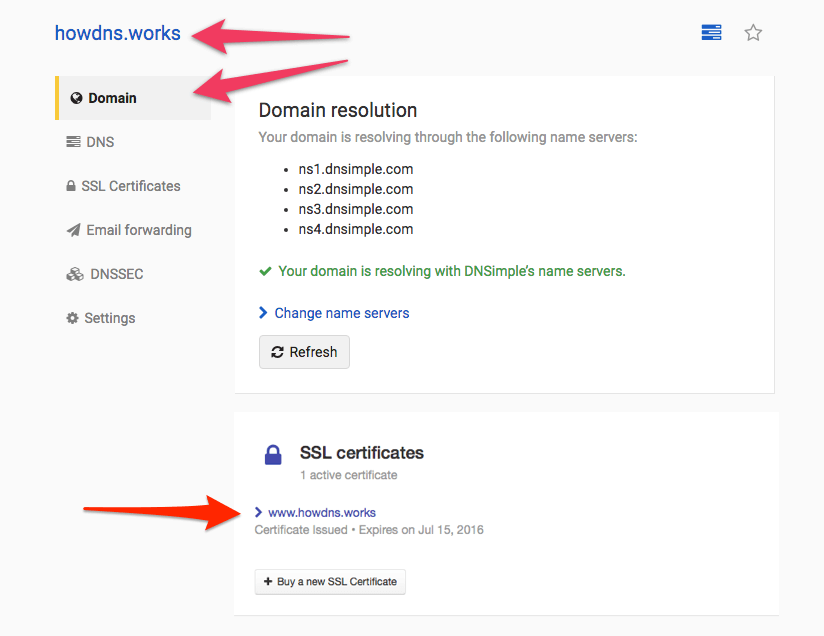 howdns.works
Domain
DNS
SSL Certificates
Email forwarding
DNSSEC
Settings
Domain resolution
Your domain is resolving through the following name servers:
• ns1.dnsimple.com
• ns2.dnsimple.com
• ns3.dnsimple.com
• ns4.dnsimple.com
Your domain is resolving with DNSimple’s name servers.
Change name servers
Refresh
SSL certificates
1 active certificate
www.howdns.works
Certificate Issued • Expires on Jul 15, 2016
+ Buy a new SSL Certificate